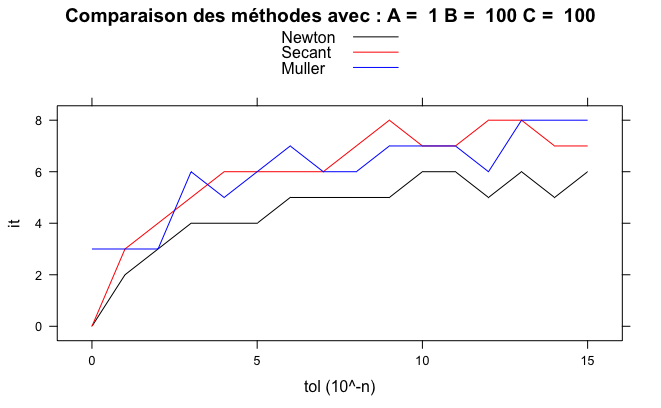 Comparaison des méthodes avec : A =  1 B =  100 C =  100
Newton
Secant
Muller
8
6
4
2
0
it
0 5 10 15
tol (10^-n)